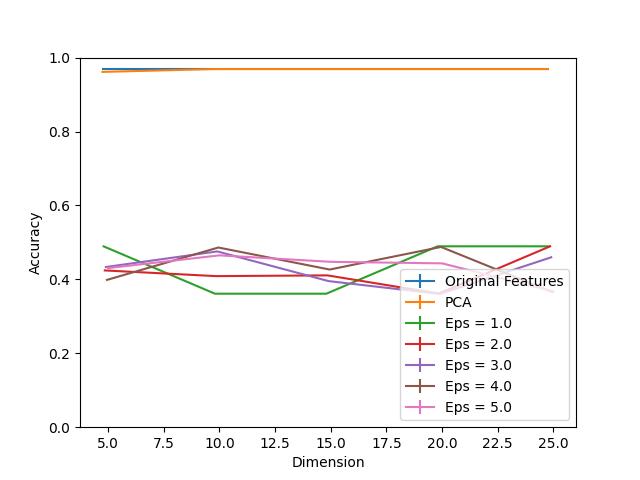 1.0
0.8
0.6
0.4
0.2
0.0
Accuracy
Original Features
PCA
Eps = 1.0
Eps = 2.0
Eps = 3.0
Eps = 4.0
Eps = 5.0
5.0 7.5 10.0 12.5 15.0 17.5 20.0 22.5 25.0
Dimension